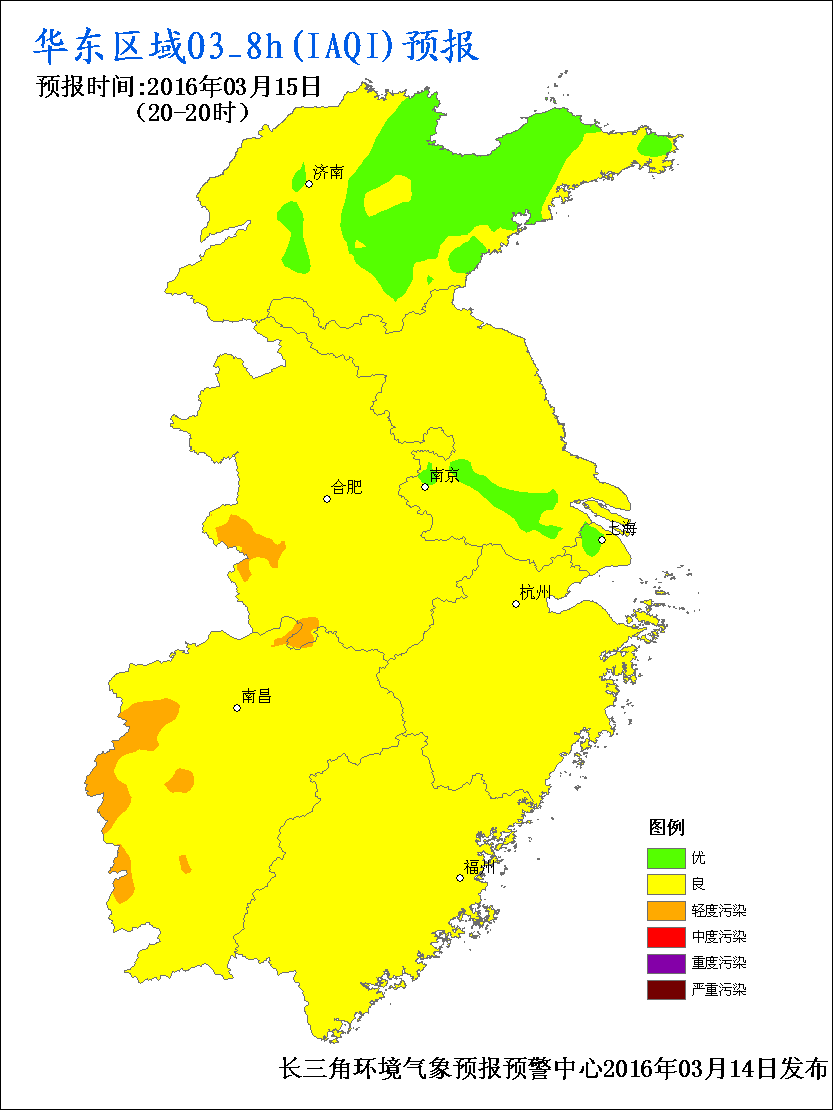 华东区域O3_8h(IAQI)预报
预报时间:2016年03月15日
(20-20时)
济南
南京
合肥
上海
杭州
南昌
福州
图例
优
良
轻度污染
中度污染
重度污染
严重污染
长三角环境气象预报预警中心2016年03月14日发布